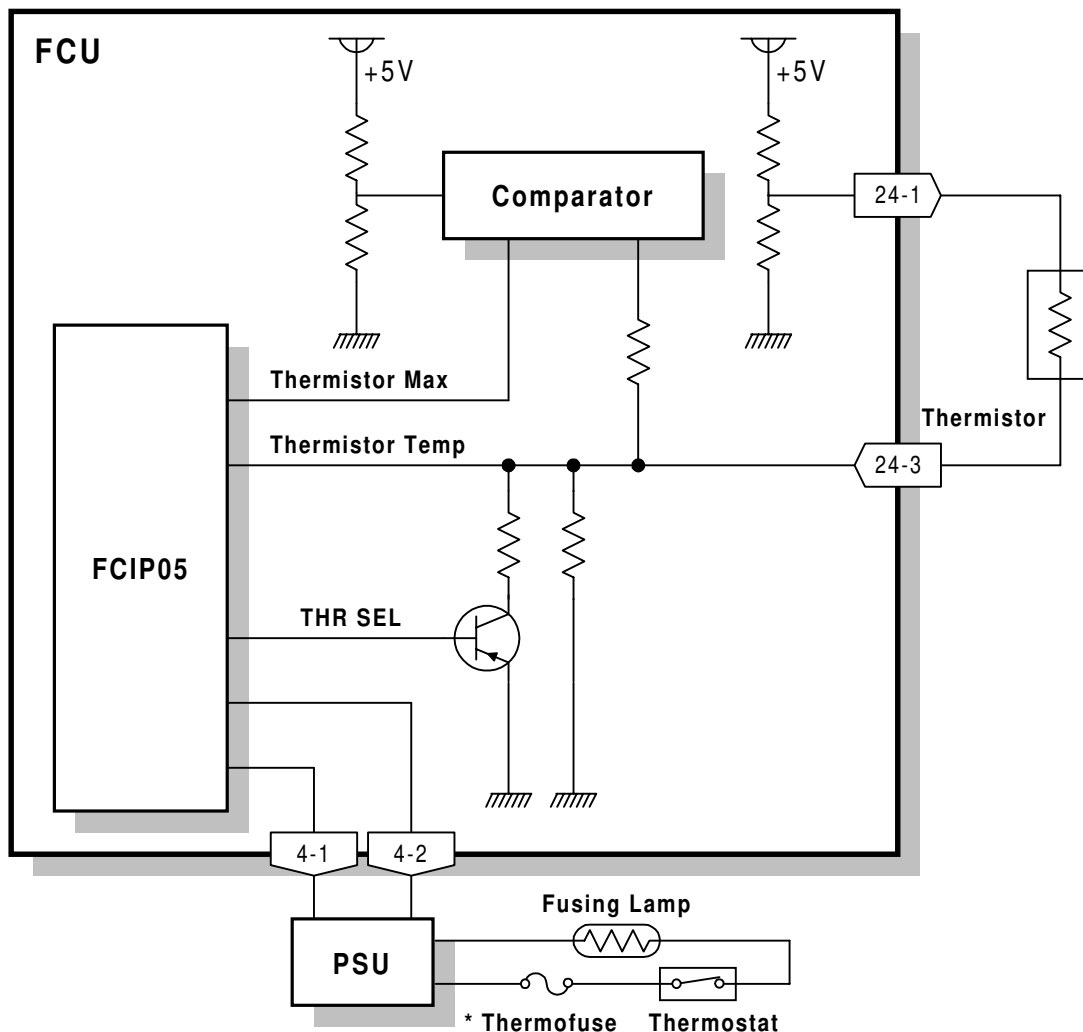 FCU
+5V
+5V
Comparator
24-1
Thermistor Max
Thermistor
Thermistor Temp
24-3
FCIP05
THR SEL
4-1
4-2
Fusing Lamp
PSU
* Thermofuse
Thermostat